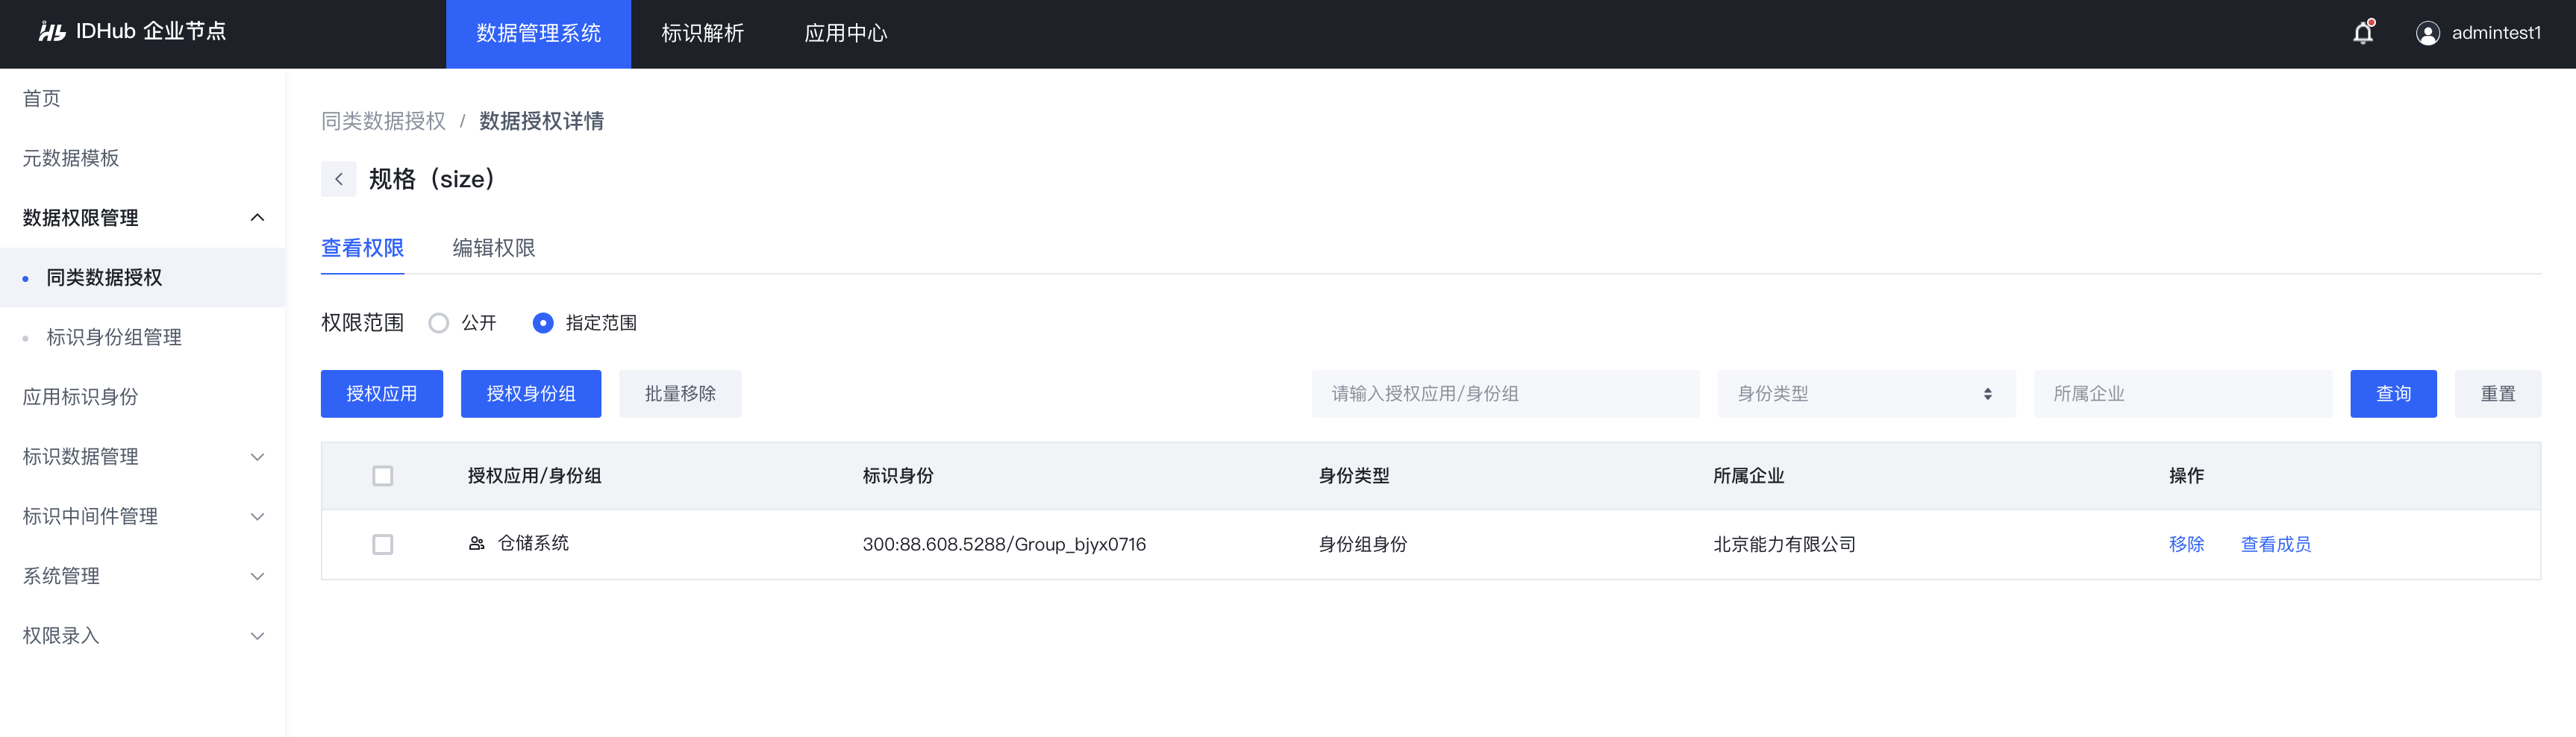 IDHub 企业节点
数据管理系统 标识解析 应用中心
admintest1
首页
元数据模板
数据权限管理
同类数据授权
标识身份组管理
应用标识身份
标识数据管理
标识中间件管理
系统管理
权限录入
同类数据授权 / 数据授权详情
规格（size）
查看权限 编辑权限
权限范围 公开 指定范围
授权应用 授权身份组 批量移除 请输入授权应用/身份组 身份类型 所属企业 查询 重置
授权应用/身份组 标识身份 身份类型 所属企业 操作
仓储系统 300:88.608.5288/Group_bjyx0716 身份组身份 北京能力有限公司 移除 查看成员